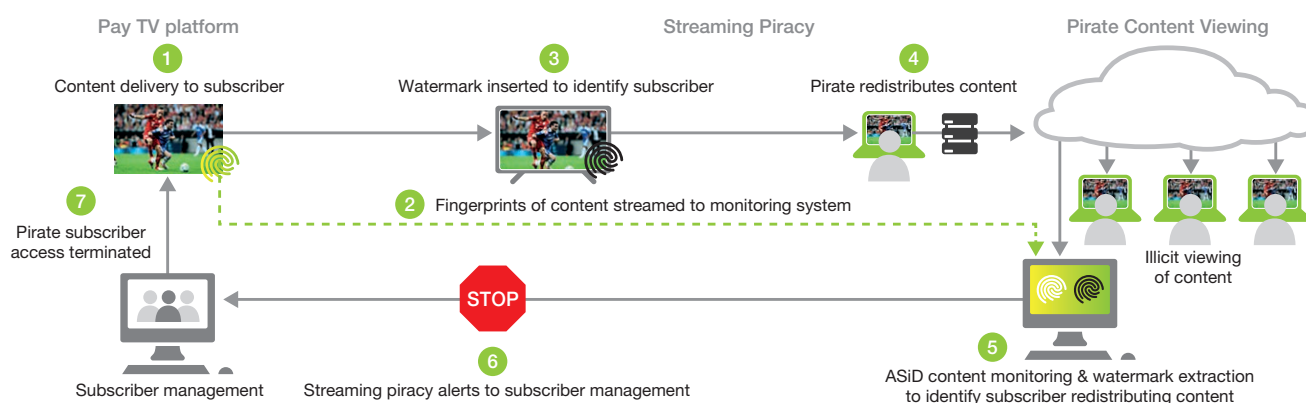 Pay TV platform
Streaming Piracy
Pirate Content Viewing
1
Content delivery to subscriber
3
Watermark inserted to identify subscriber
4
Pirate redistributes content
2
Fingerprints of content streamed to monitoring system
7
Pirate subscriber
access terminated
Illicit viewing
of content
STOP
Subscriber management
6
Streaming piracy alerts to subscriber management
5
ASiD content monitoring & watermark extraction
to identify subscriber redistributing content